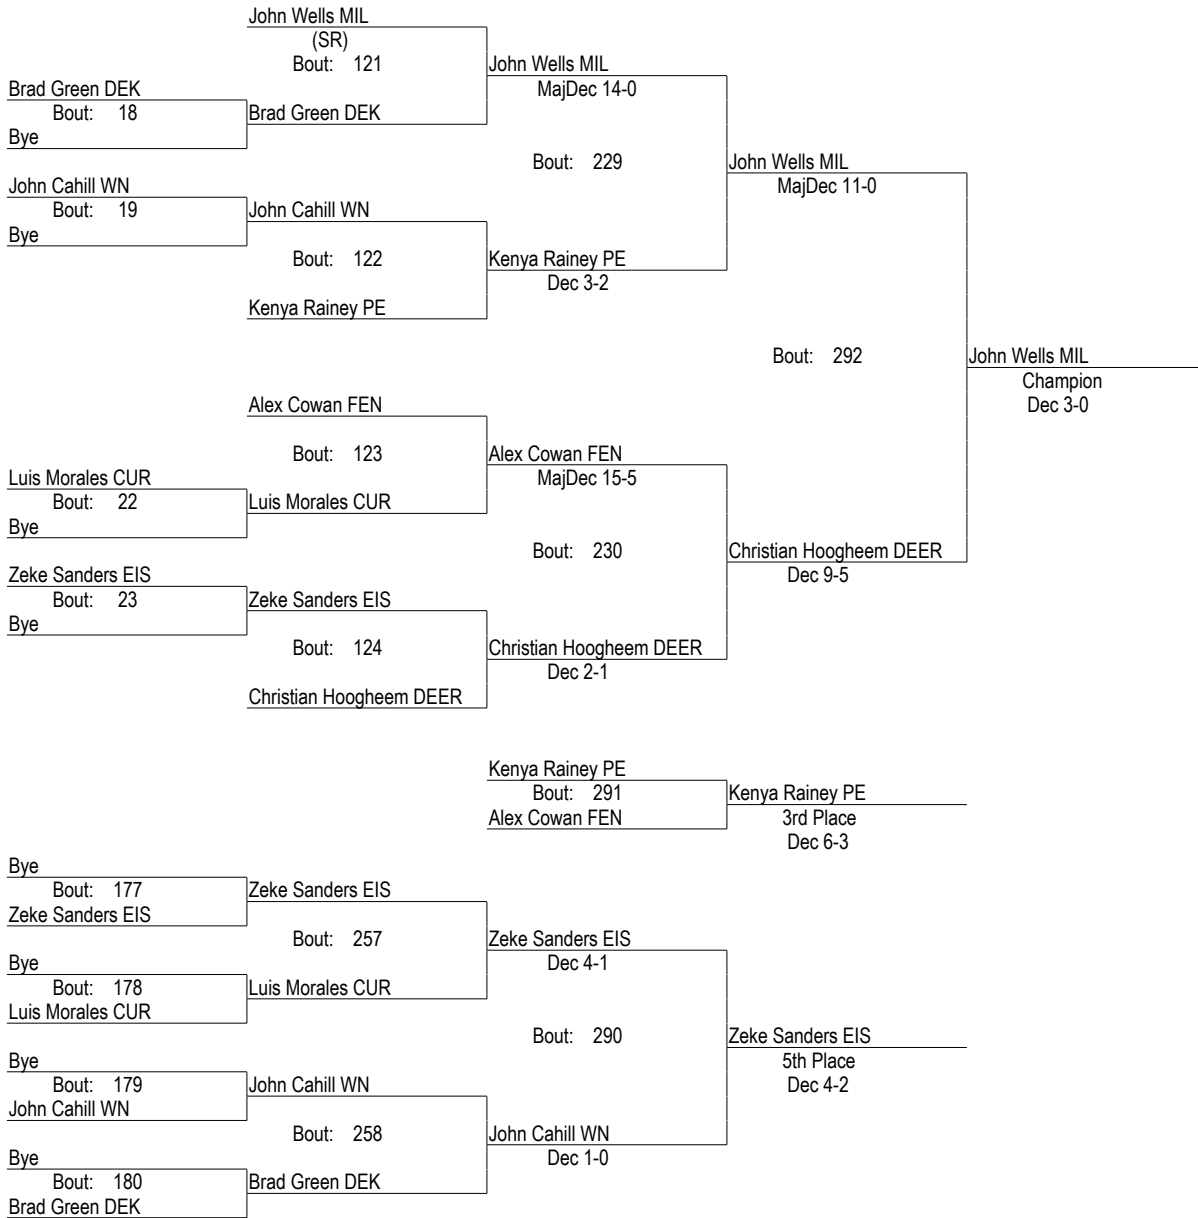 John Wells MIL
(SR)
Bout: 121
John Wells MIL
MajDec 14-0
Brad Green DEK
Bout: 18
Brad Green DEK
Bye
Bout: 229
John Wells MIL
MajDec 11-0
John Cahill WN
Bout: 19
John Cahill WN
Bye
Bout: 122
Kenya Rainey PE
Dec 3-2
Kenya Rainey PE
Bout: 292
John Wells MIL
Champion
Dec 3-0
Alex Cowan FEN
Bout: 123
Alex Cowan FEN
MajDec 15-5
Luis Morales CUR
Bout: 22
Luis Morales CUR
Bye
Bout: 230
Christian Hoogheem DEER
Dec 9-5
Zeke Sanders EIS
Bout: 23
Zeke Sanders EIS
Bye
Bout: 124
Christian Hoogheem DEER
Dec 2-1
Christian Hoogheem DEER
Kenya Rainey PE
Bout: 291
Kenya Rainey PE
Alex Cowan FEN
3rd Place
Dec 6-3
Bye
Bout: 177
Zeke Sanders EIS
Zeke Sanders EIS
Bout: 257
Zeke Sanders EIS
Dec 4-1
Bye
Bout: 178
Luis Morales CUR
Luis Morales CUR
Bout: 290
Zeke Sanders EIS
5th Place
Dec 4-2
Bye
Bout: 179
John Cahill WN
John Cahill WN
Bout: 258
John Cahill WN
Dec 1-0
Bye
Bout: 180
Brad Green DEK
Brad Green DEK